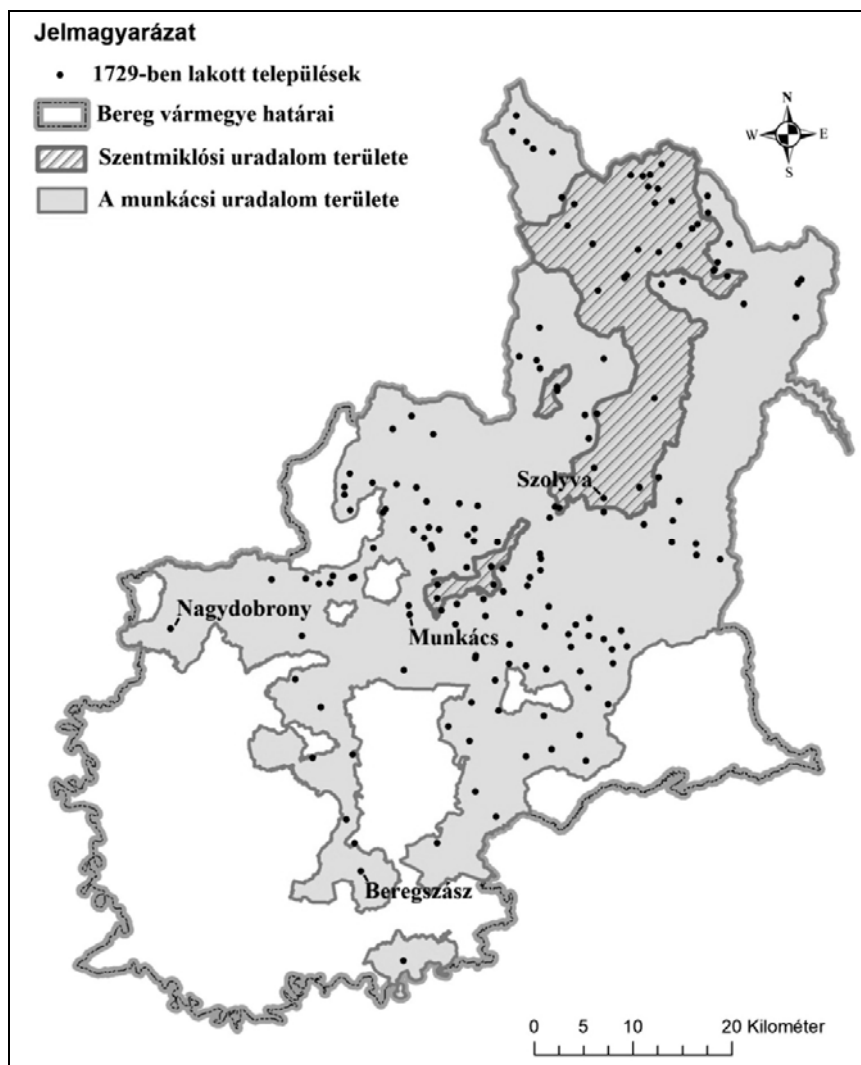 Jelmagyarázat
1729-ben lakott települések
Bereg vármegye határai
Szentmiklósi uradalom területe
A munkácsi uradalom területe
N
W E
S
Szolyva
Nagydobrony
Munkács
Beregszász
0 5 10 20 Kilométer